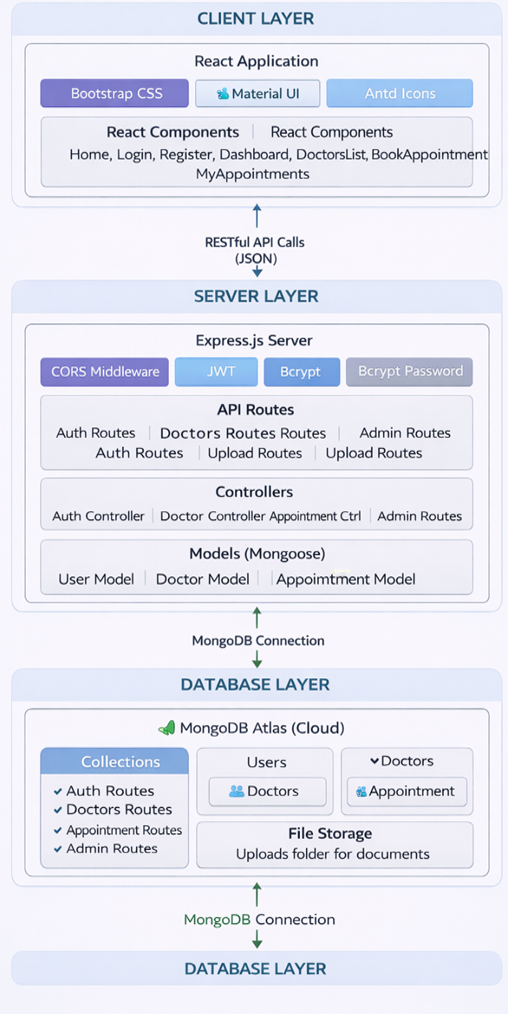 CLIENT LAYER
React Application
Bootstrap CSS
Material UI
Antd Icons
React Components
React Components
Home, Login, Register, Dashboard, DoctorsList, BookAppointment
MyAppointments
RESTful API Calls
(JSON)
SERVER LAYER
Express.js Server
CORS Middleware
JWT
Bcrypt
Bcrypt Password
API Routes
Auth Routes
Doctors Routes Routes
Admin Routes
Auth Routes
Upload Routes
Upload Routes
Controllers
Auth Controller
Doctor Controller Appointment Ctrl
Admin Routes
Models (Mongoose)
User Model
Doctor Model
Appoimtment Model
MongoDB Connection
DATABASE LAYER
MongoDB Atlas (Cloud)
Collections
Auth Routes
Doctors Routes
Appointment Routes
Admin Routes
Users
Doctors
Doctors
Appointment
File Storage
Uploads folder for documents
MongoDB Connection
DATABASE LAYER